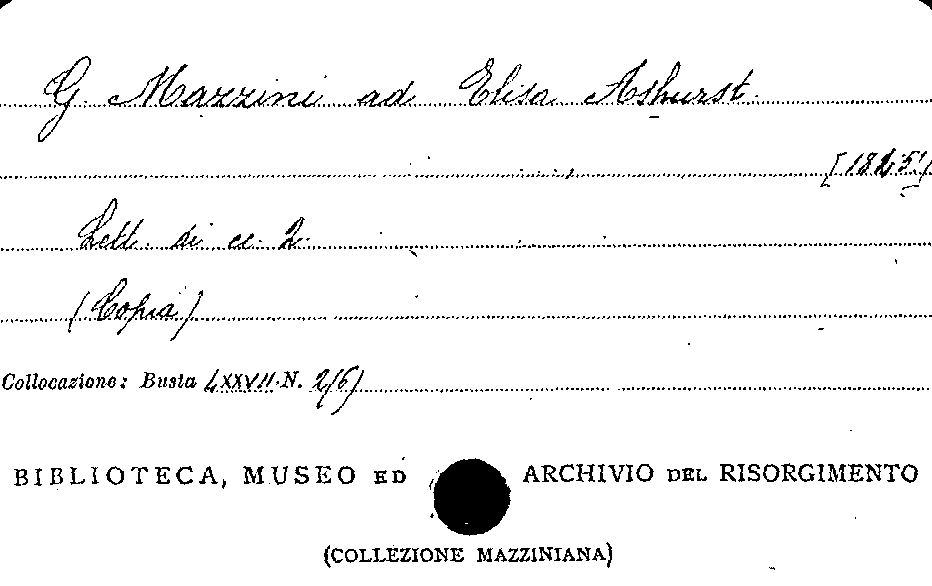 G. Mazzini ad Elisa Ashurst.
[1845]
Lett. di cc. 2.
(Copia)
Collocazione: Busta LXXVII. N. 2(6)
BIBLIOTECA, MUSEO ED ARCHIVIO DEL RISORGIMENTO
(COLLEZIONE MAZZINIANA)